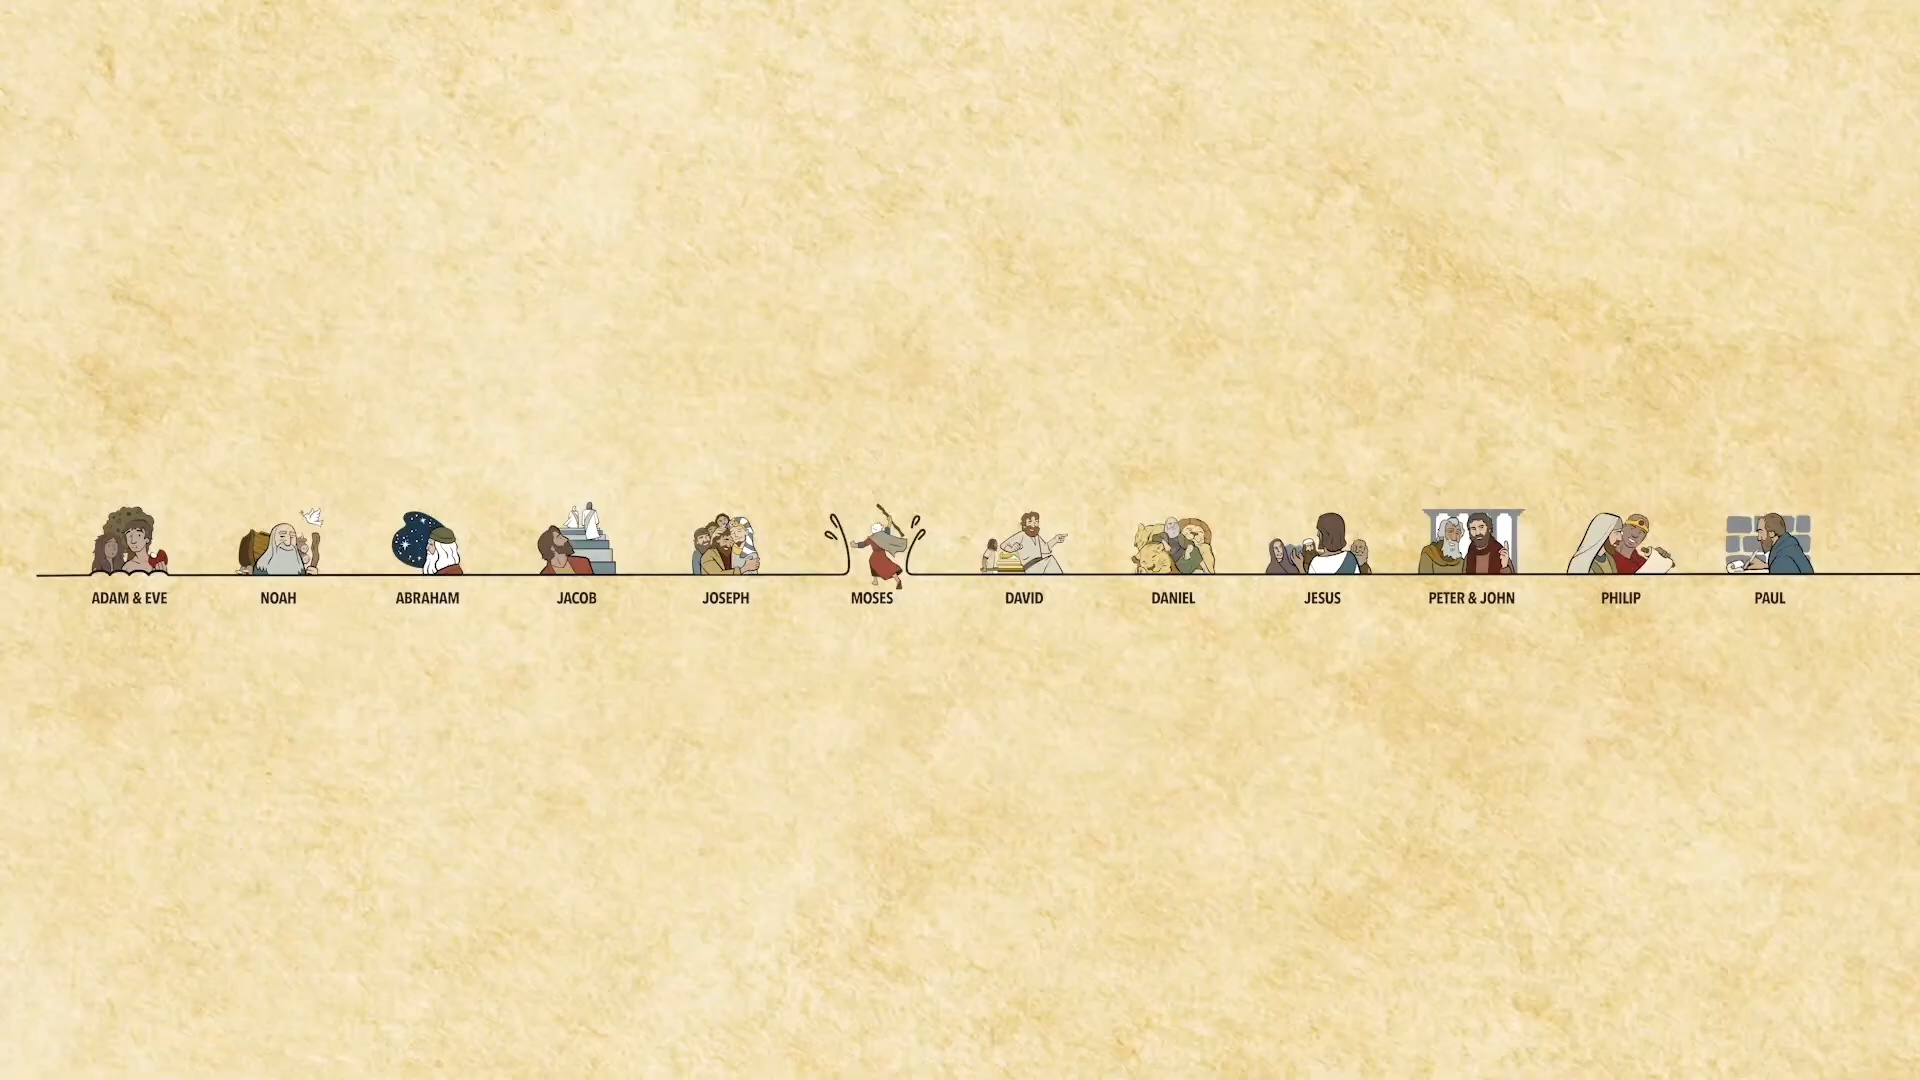 ADAM & EVE
NOAH
ABRAHAM
JACOB
JOSEPH
MOSES
DAVID
DANIEL
JESUS
PETER & JOHN
PHILIP
PAUL